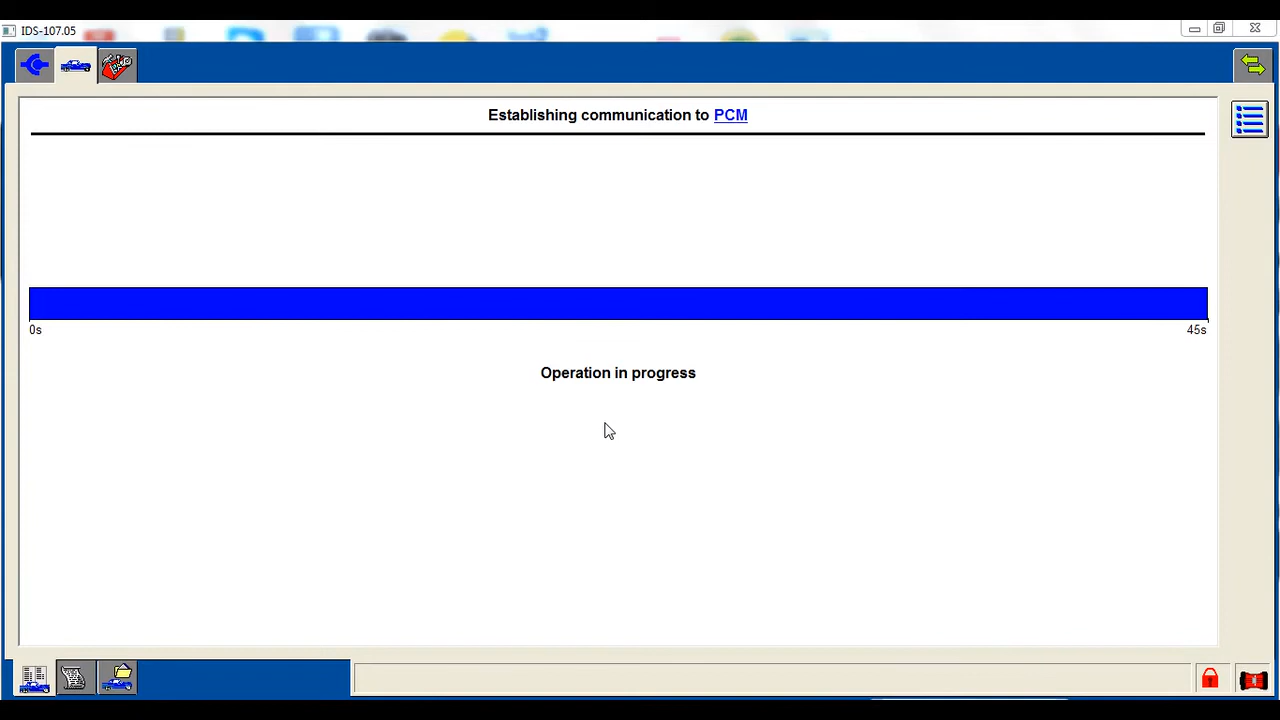 IDS-107.05
Establishing communication to PCM
0s
45s
Operation in progress